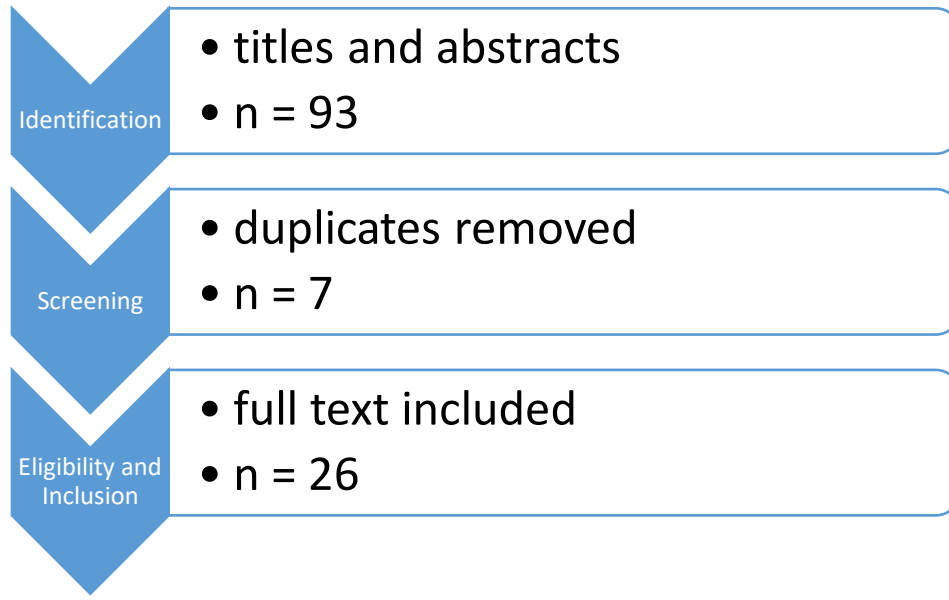 Identification
• titles and abstracts
• n = 93
Screening
• duplicates removed
• n = 7
Eligibility and
Inclusion
• full text included
• n = 26